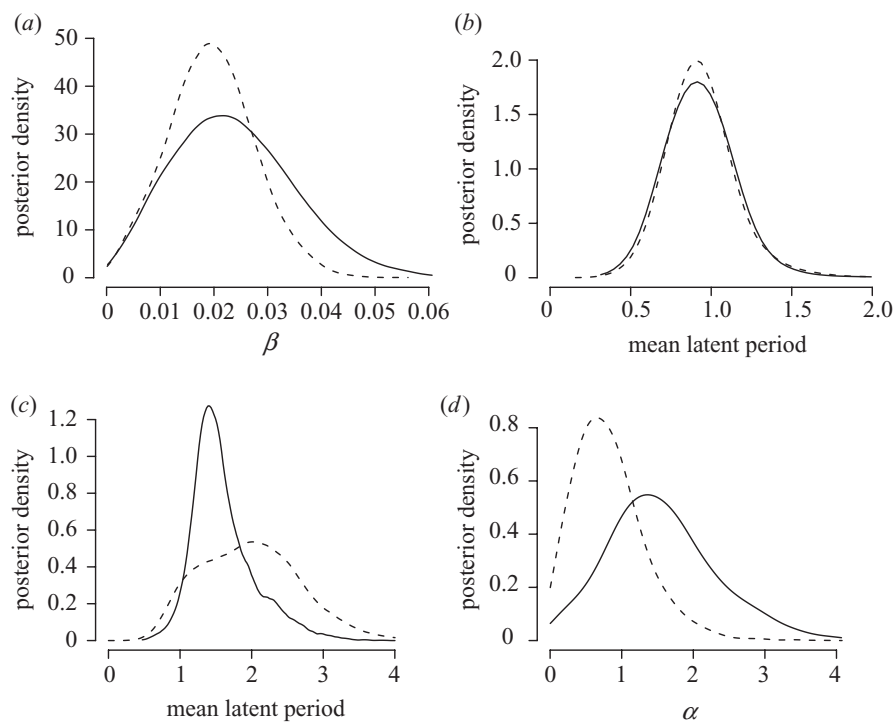 (a)
50
40
30
20
10
0
posterior density
0 0.01 0.02 0.03 0.04 0.05 0.06
β
(b)
2.0
1.5
1.0
0.5
0
posterior density
0 0.5 1.0 1.5 2.0
mean latent period
(c)
1.2
1.0
0.8
0.6
0.4
0.2
0
posterior density
0 1 2 3 4
mean latent period
(d)
0.8
0.6
0.4
0.2
0
posterior density
0 1 2 3 4
α